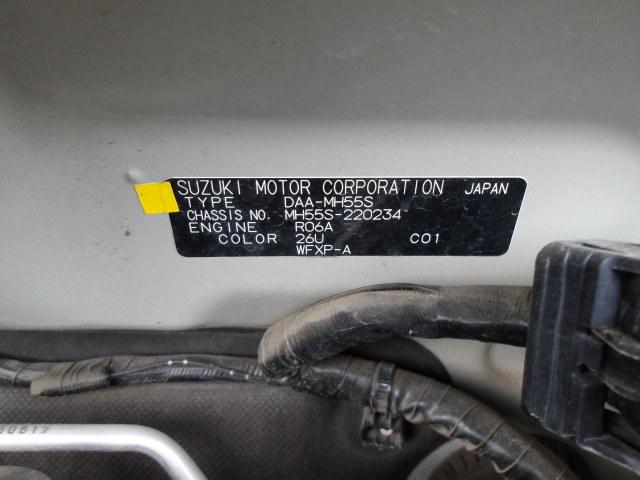 SUZUKI MOTOR CORPORATION JAPAN
TYPE DAA-MH55S
CHASSIS NO. MH55S-220234
ENGINE R06A
COLOR 26U C01
WFXP-A